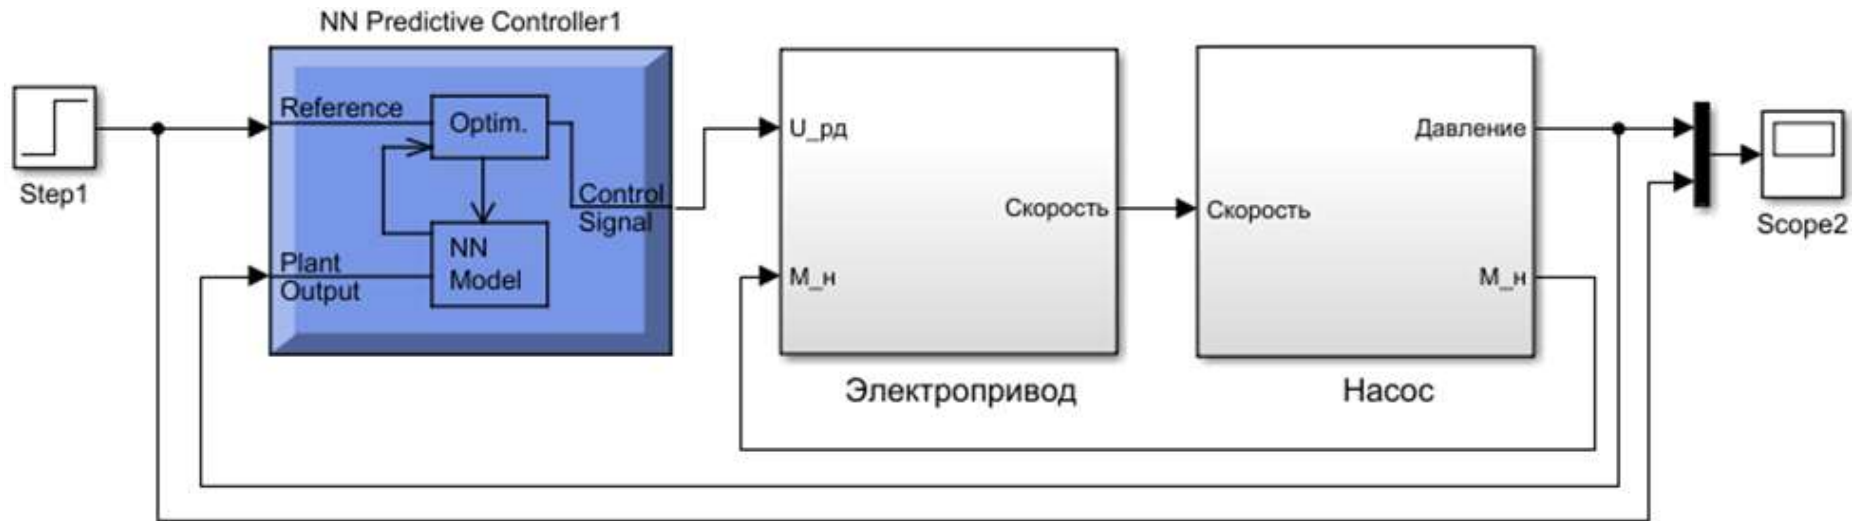 NN Predictive Controller1
Step1
Reference
Optim.
Control
Signal
NN
Model
Plant
Output
U_рд
М_н
Скорость
Электропривод
Скорость
Давление
М_н
Насос
Scope2